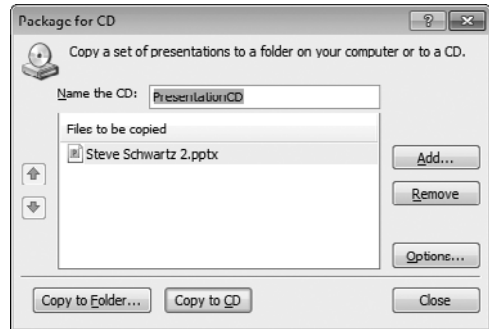 Package for CD
Copy a set of presentations to a folder on your computer or to a CD.
Name the CD: PresentationCD
Files to be copied
Steve Schwartz 2.pptx
Add...
Remove
Options...
Copy to Folder... Copy to CD Close